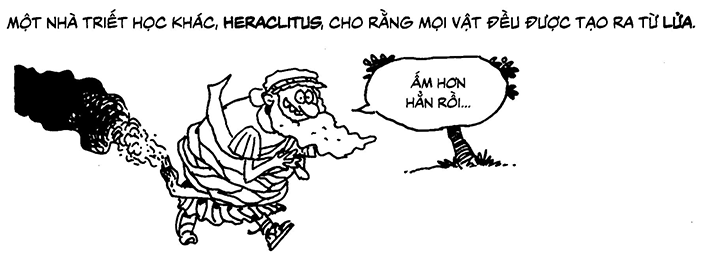 MỘT NHÀ TRIẾT HỌC KHÁC, HERACLITUS, CHO RẰNG MỌI VẬT ĐỀU ĐƯỢC TẠO RA TỪ LỬA.
ẤM HƠN
HẲN RỒI...